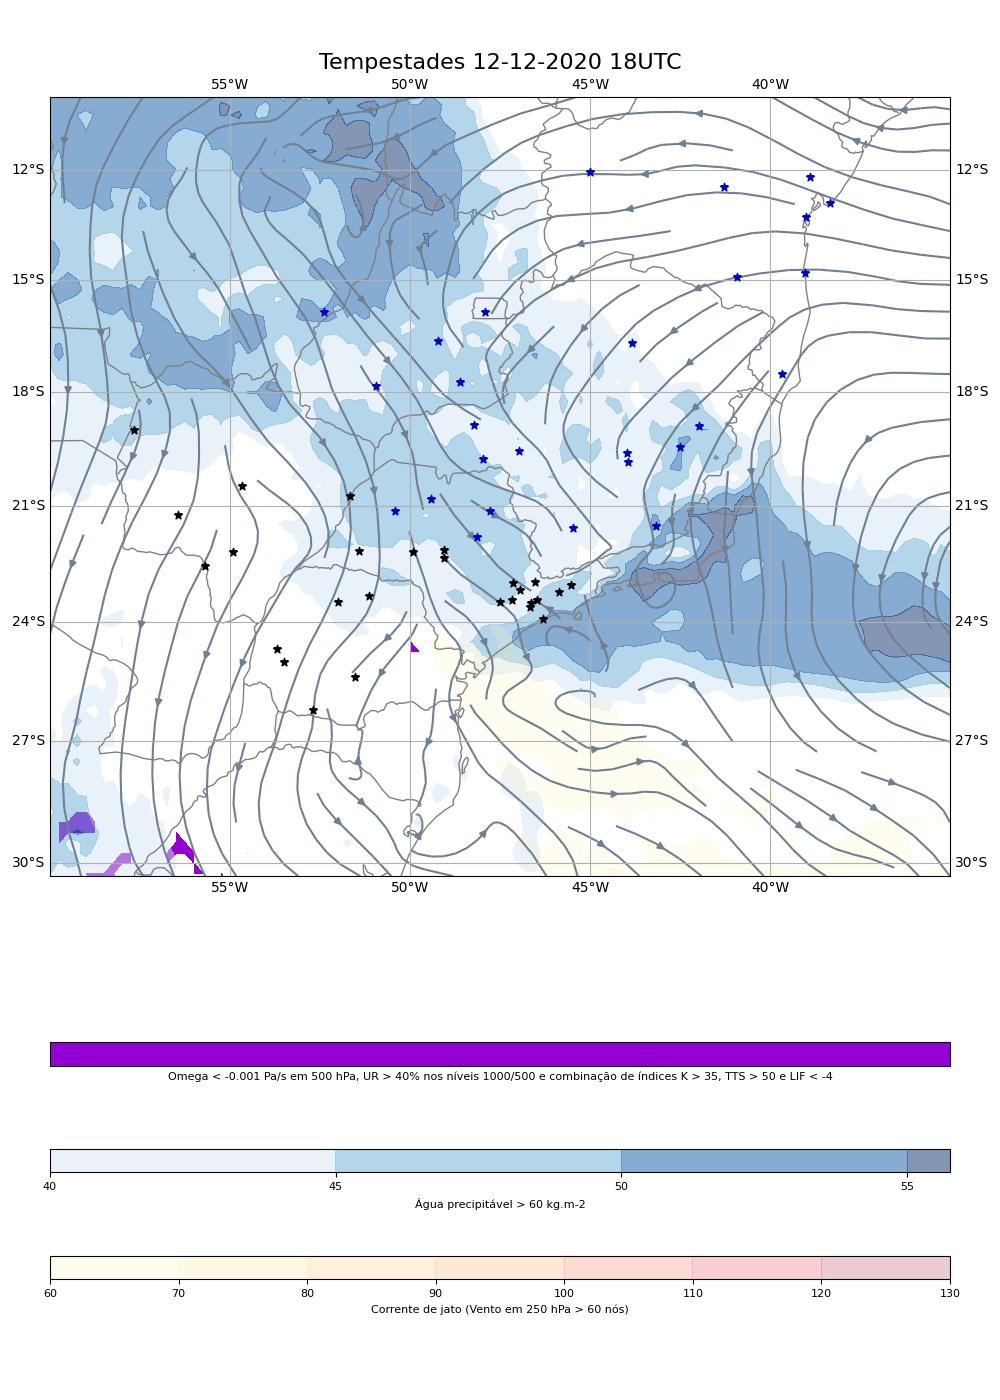 Tempestades 12-12-2020 18UTC
55°W 50°W 45°W 40°W
12°S 12°S
15°S 15°S
18°S 18°S
21°S 21°S
24°S 24°S
27°S 27°S
30°S 30°S
55°W 50°W 45°W 40°W
Omega < -0.001 Pa/s em 500 hPa, UR > 40% nos níveis 1000/500 e combinação de índices K > 35, TTS > 50 e LIF < -4
40 45 50 55
Água precipitável > 60 kg.m-2
60 70 80 90 100 110 120 130
Corrente de jato (Vento em 250 hPa > 60 nós)